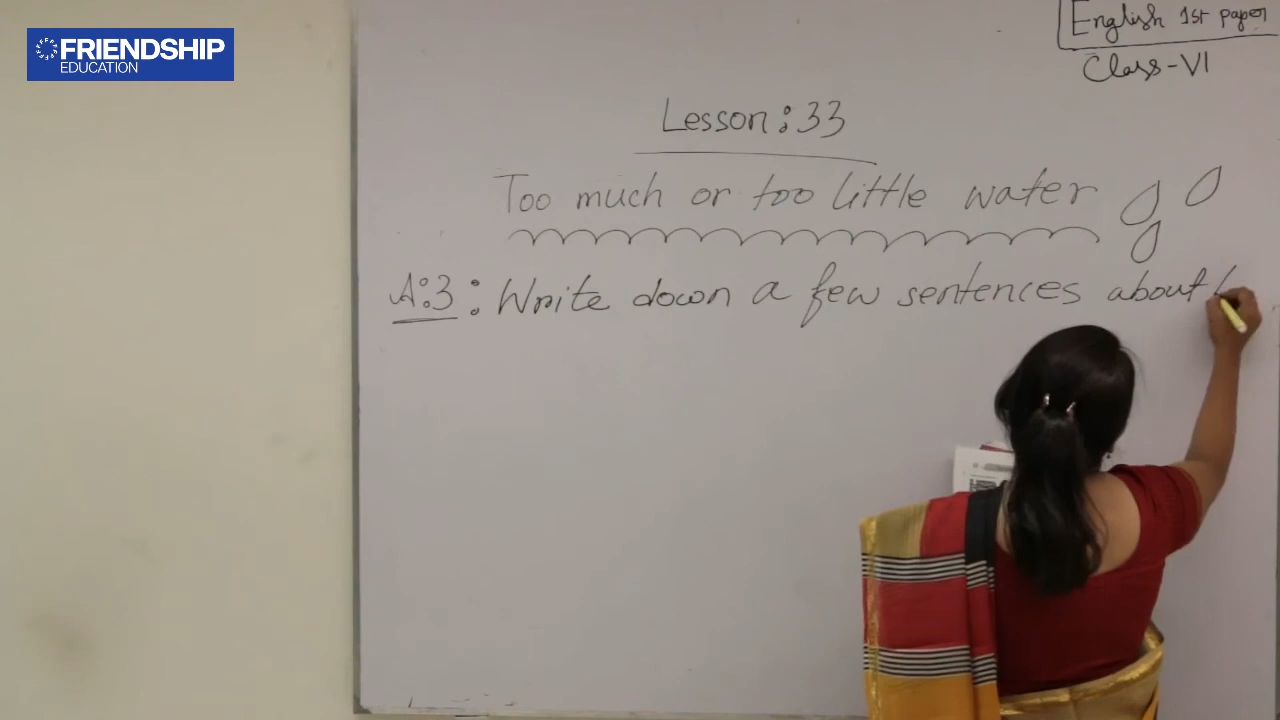 FRIENDSHIP
EDUCATION
English 1st paper
Class-VI
Lesson: 33
Too much or too little water
A:3: Write down a few sentences about